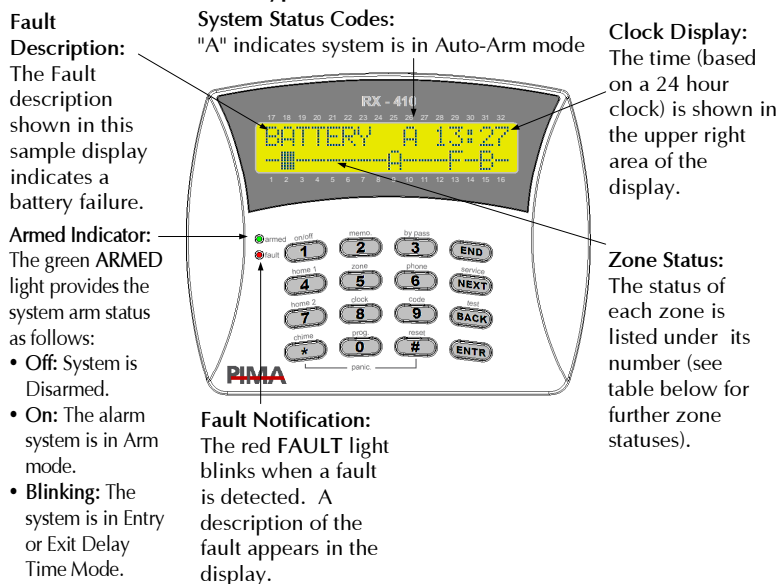 Fault
Description:
The Fault
description
shown in this
sample display
indicates a
battery failure.
System Status Codes:
"A" indicates system is in Auto-Arm mode
Clock Display:
The time (based
on a 24 hour
clock) is shown in
the upper right
area of the
display.
RX - 410
17 18 19 20 21 22 23 24 25 26 27 28 29 30 31 32
BATTERY A 13:27
--------A---F--B-
1 2 3 4 5 6 7 8 9 10 11 12 13 14 15 16
Armed Indicator:
The green ARMED
light provides the
system arm status
as follows:
• Off: System is
Disarmed.
• On: The alarm
system is in Arm
mode.
• Blinking: The
system is in Entry
or Exit Delay
Time Mode.
armed
fault
on/off memo. by pass
1 2 3 END
home 1 zone phone service
4 5 6 NEXT
home 2 clock code test
7 8 9 BACK
chime prog. reset
* 0 # ENTR
panic.
PIMA
Fault Notification:
The red FAULT light
blinks when a fault
is detected. A
description of the
fault appears in the
display.
Zone Status:
The status of
each zone is
listed under its
number (see
table below for
further zone
statuses).